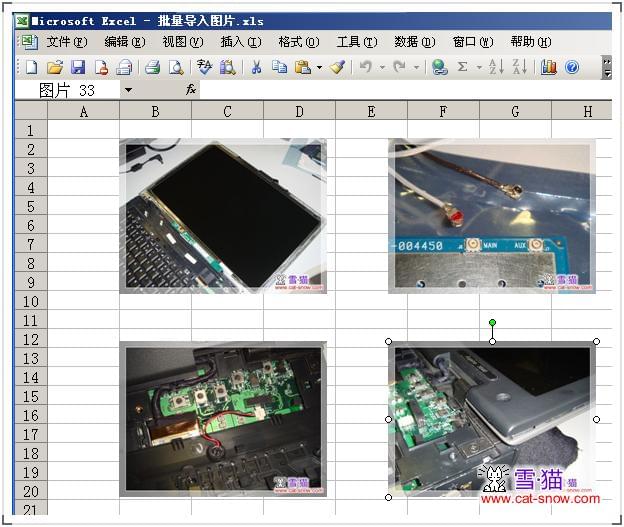 Microsoft Excel - 批量导入图片.xls
文件(F) 编辑(E) 视图(V) 插入(I) 格式(O) 工具(T) 数据(D) 窗口(W) 帮助(H)
图片 33 fx
A B C D E F G H
1
2
3
4
5
6
7
8
9
10
11
12
13
14
15
16
17
18
19
20
21
-004450 MAIN AUX
雪·猫
www.cat-snow.com
雪·猫
www.cat-snow.com
雪·猫
www.cat-snow.com
雪·猫
www.cat-snow.com